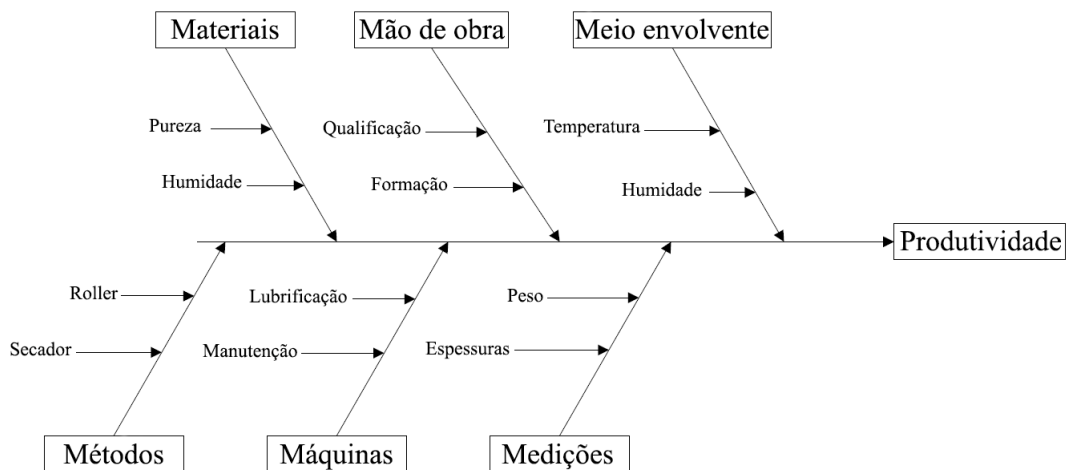 Materiais
Mão de obra
Meio envolvente
Pureza
Qualificação
Temperatura
Humidade
Formação
Humidade
Produtividade
Roller
Lubrificação
Peso
Secador
Manutenção
Espessuras
Métodos
Máquinas
Medições